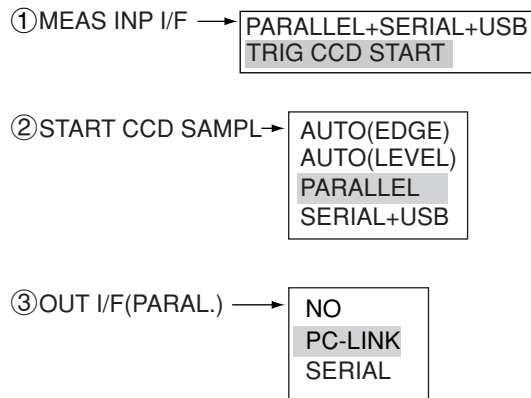 ①MEAS INP I/F
PARALLEL+SERIAL+USB
TRIG CCD START
②START CCD SAMPL
AUTO(EDGE)
AUTO(LEVEL)
PARALLEL
SERIAL+USB
③OUT I/F(PARAL.)
NO
PC-LINK
SERIAL